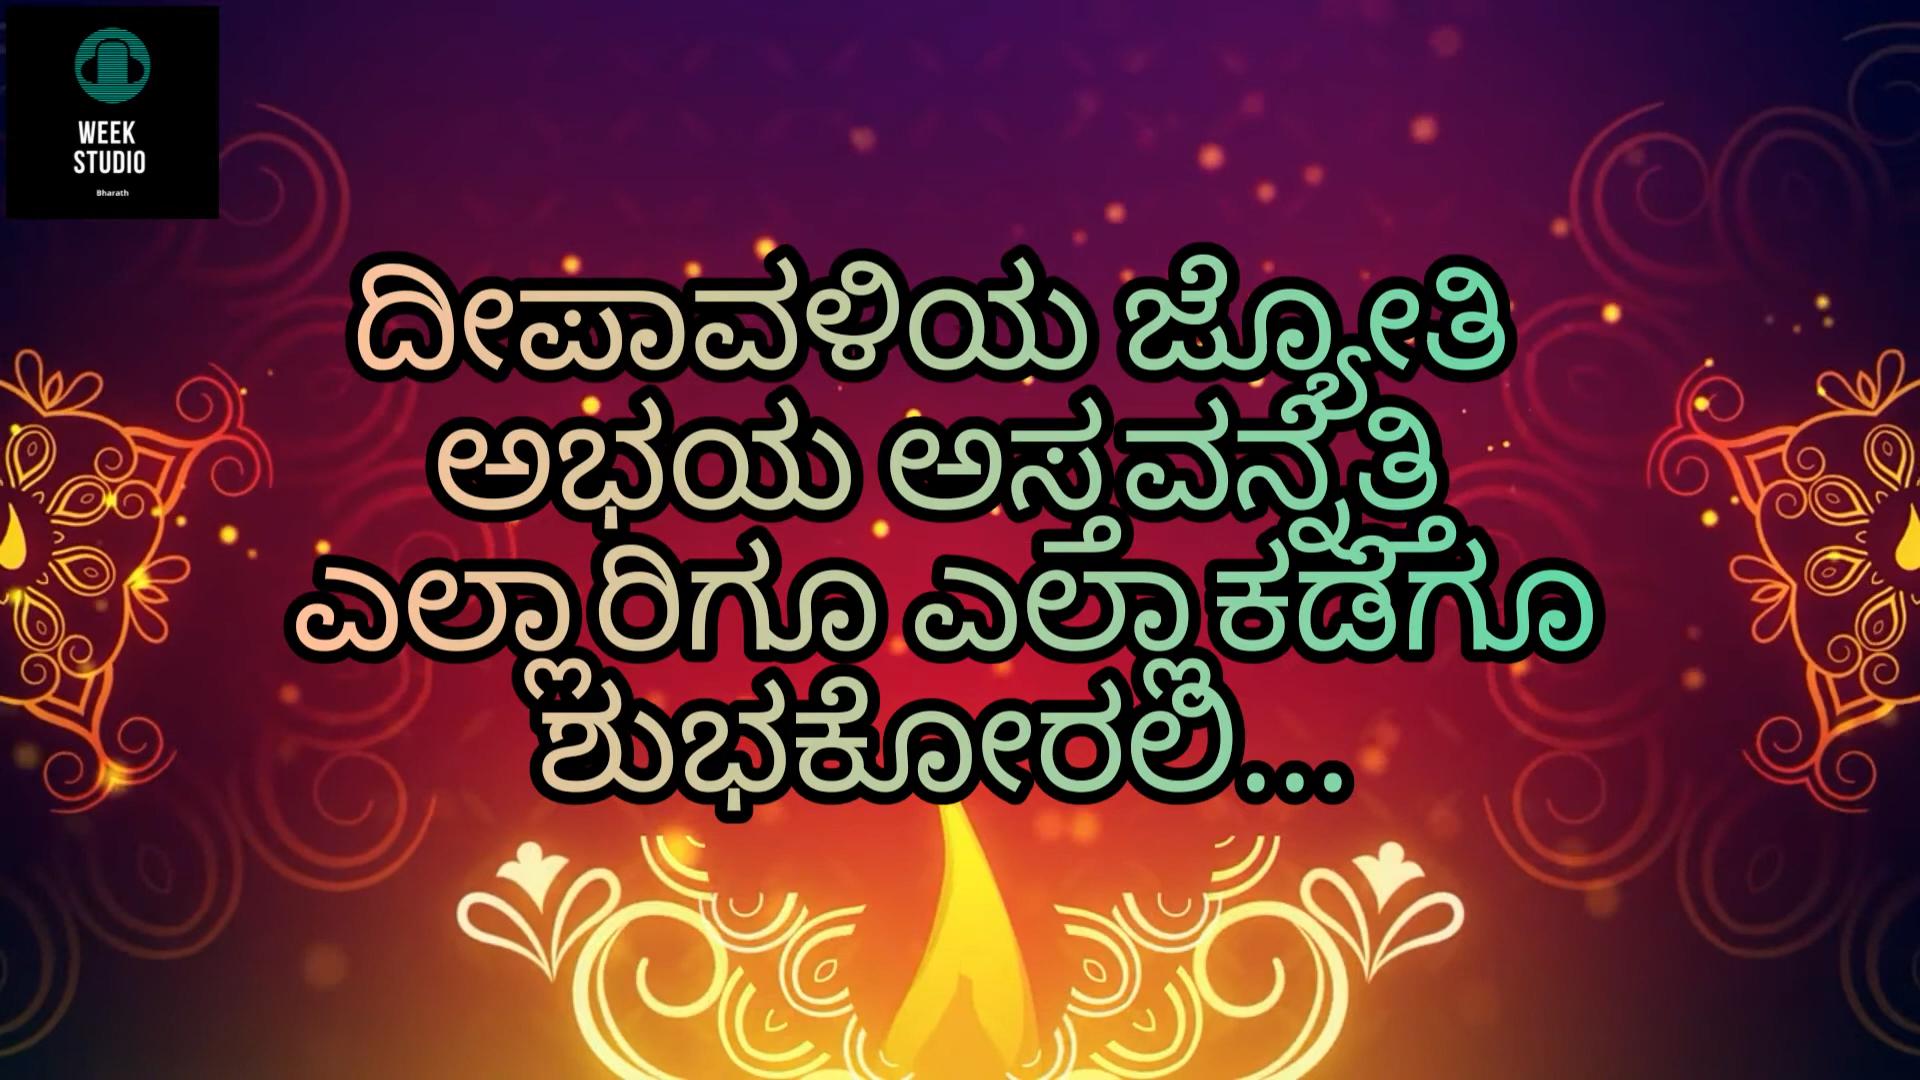 WEEK
STUDIO
Bharath
ದೀಪಾವಳಿಯ ಜ್ಯೋತಿ
ಅಭಯ ಅಸ್ತವನ್ನೆತ್ತಿ
ಎಲ್ಲಾರಿಗೂ ಎಲ್ಲಾಕಡೆಗೂ
ಶುಭಕೋರಲಿ...